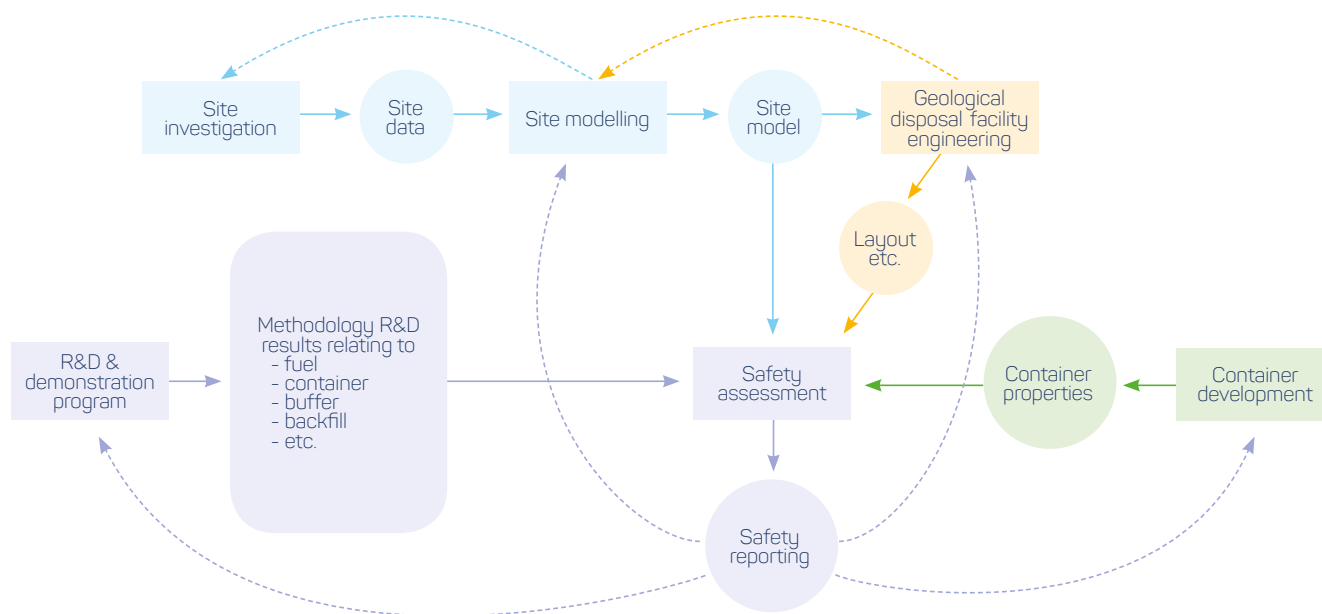 Site
investigation
Site
data
Site modelling
Site
model
Geological
disposal facility
engineering
Layout
etc.
R&D &
demonstration
program
Methodology R&D
results relating to
- fuel
- container
- buffer
- backfill
- etc.
Safety
assessment
Container
properties
Container
development
Safety
reporting